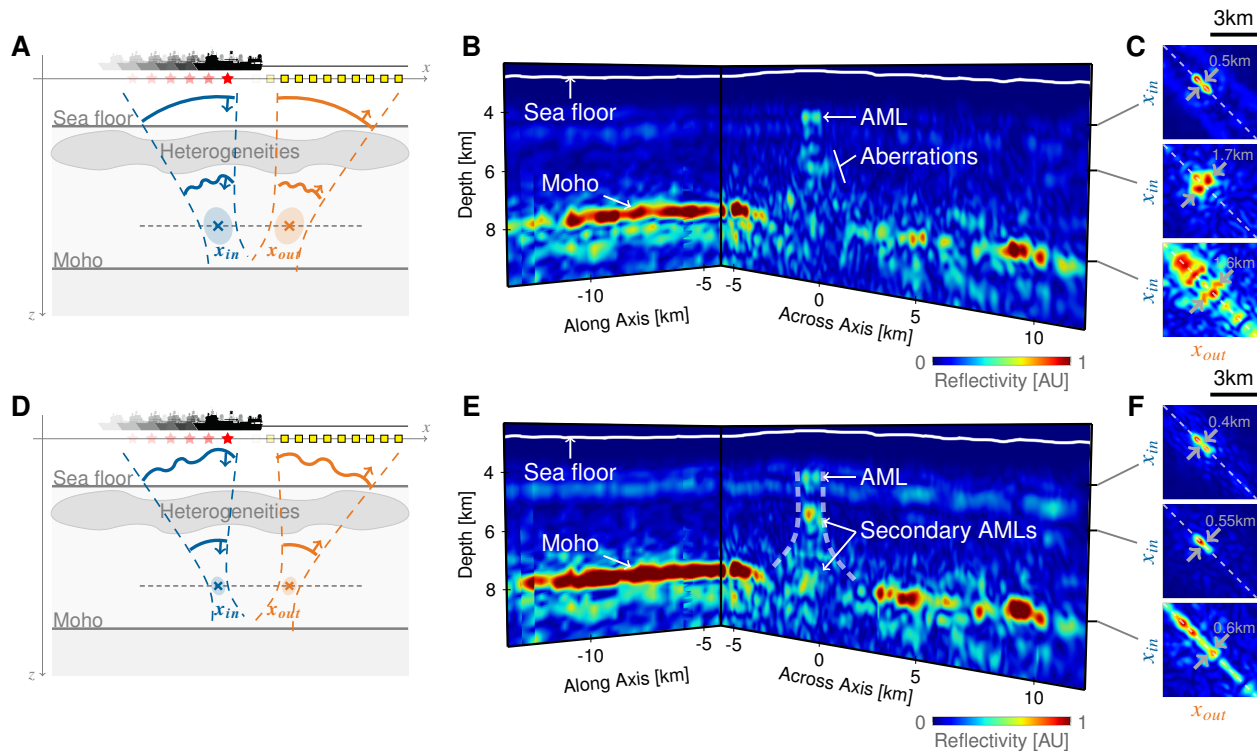 A
x
Sea floor
Heterogeneities
x_in
x_out
Moho
z
B
Sea floor
AML
Aberrations
Moho
Depth [km]
4
6
8
-10
-5
-5
0
5
10
Along Axis [km]
Across Axis [km]
0
1
Reflectivity [AU]
C
3km
0.5km
x_in
1.7km
x_in
1.6km
x_in
x_out
D
x
Sea floor
Heterogeneities
x_in
x_out
Moho
z
E
Sea floor
AML
Secondary AMLs
Moho
Depth [km]
4
6
8
-10
-5
-5
0
5
10
Along Axis [km]
Across Axis [km]
0
1
Reflectivity [AU]
F
3km
0.4km
x_in
0.55km
x_in
0.6km
x_in
x_out